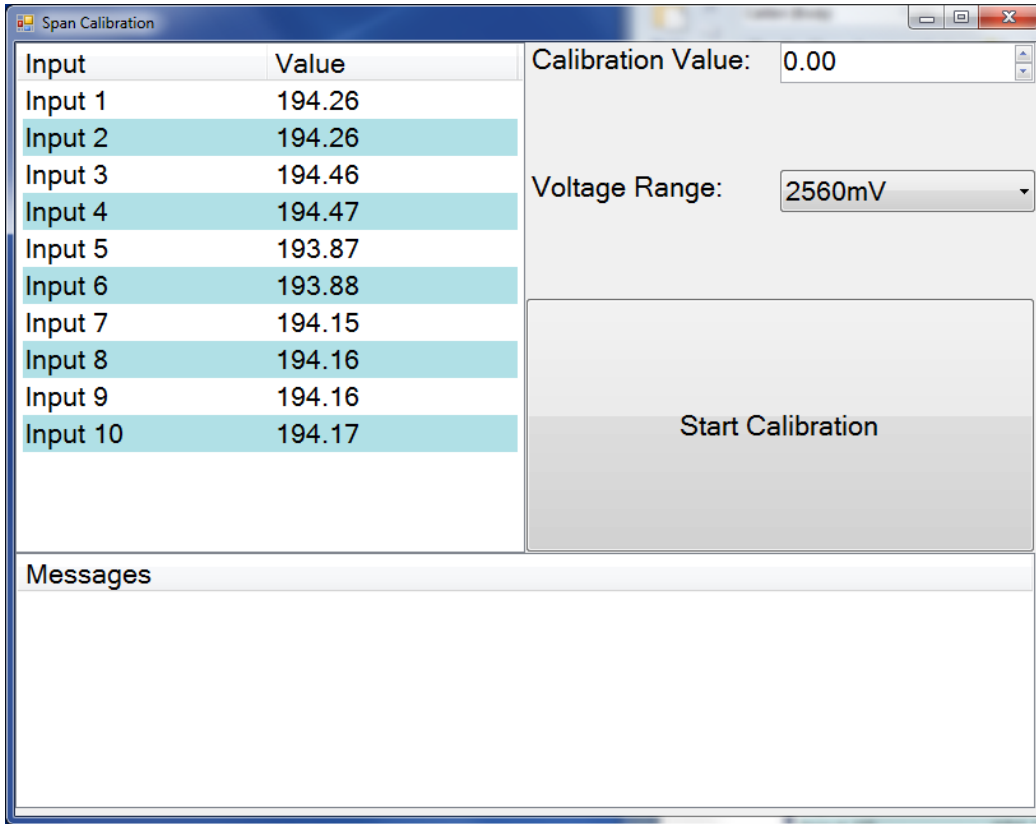 Span Calibration
Input Value
Input 1 194.26
Input 2 194.26
Input 3 194.46
Input 4 194.47
Input 5 193.87
Input 6 193.88
Input 7 194.15
Input 8 194.16
Input 9 194.16
Input 10 194.17
Calibration Value: 0.00
Voltage Range: 2560mV
Start Calibration
Messages